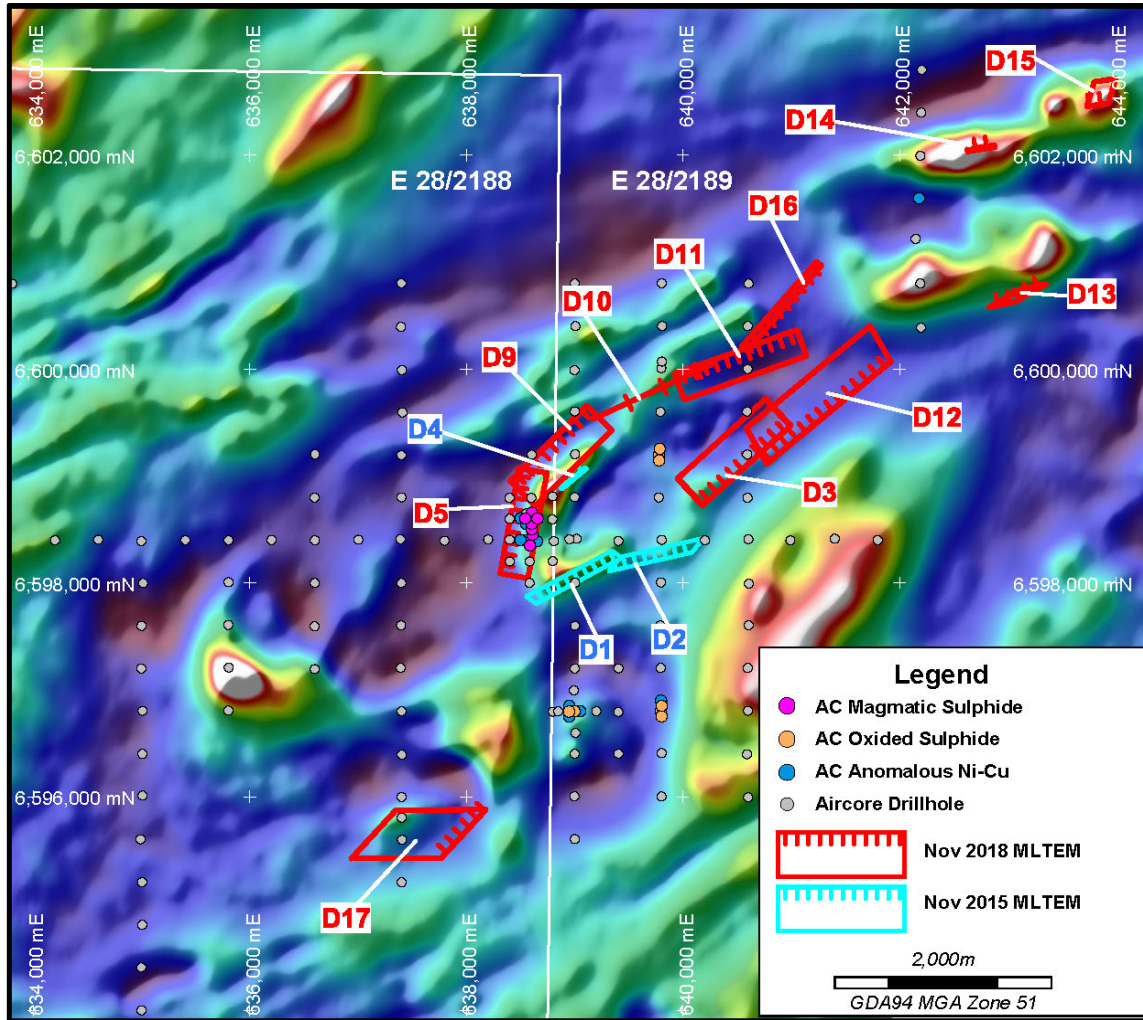 634,000 mE
636,000 mE
638,000 mE
640,000 mE
642,000 mE
644,000 mE
D15
D14
6,602,000 mN
6,602,000 mN
E 28/2188
E 28/2189
D16
D11
D13
D10
6,600,000 mN
6,600,000 mN
D9
D4
D12
D3
D5
6,598,000 mN
6,598,000 mN
D1
D2
6,596,000 mN
D17
634,000 mE
636,000 mE
638,000 mE
640,000 mE
Legend
AC Magmatic Sulphide
AC Oxided Sulphide
AC Anomalous Ni-Cu
Aircore Drillhole
Nov 2018 MLTEM
Nov 2015 MLTEM
2,000m
GDA94 MGA Zone 51